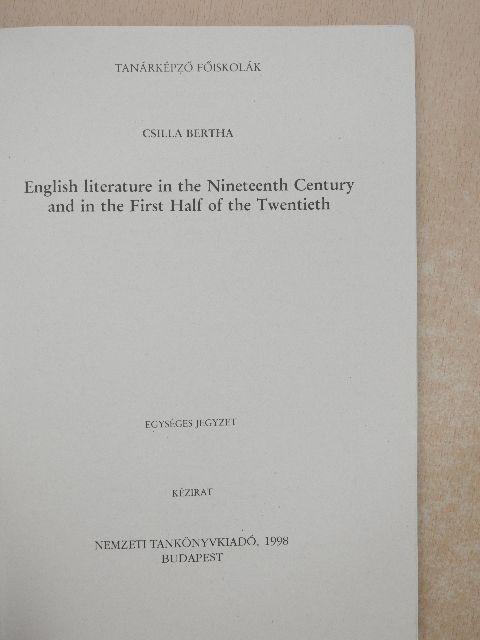 TANÁRKÉPZŐ FŐISKOLÁK
CSILLA BERTHA
English literature in the Nineteenth Century
and in the First Half of the Twentieth
EGYSÉGES JEGYZET
KÉZIRAT
NEMZETI TANKÖNYVKIADÓ, 1998
BUDAPEST